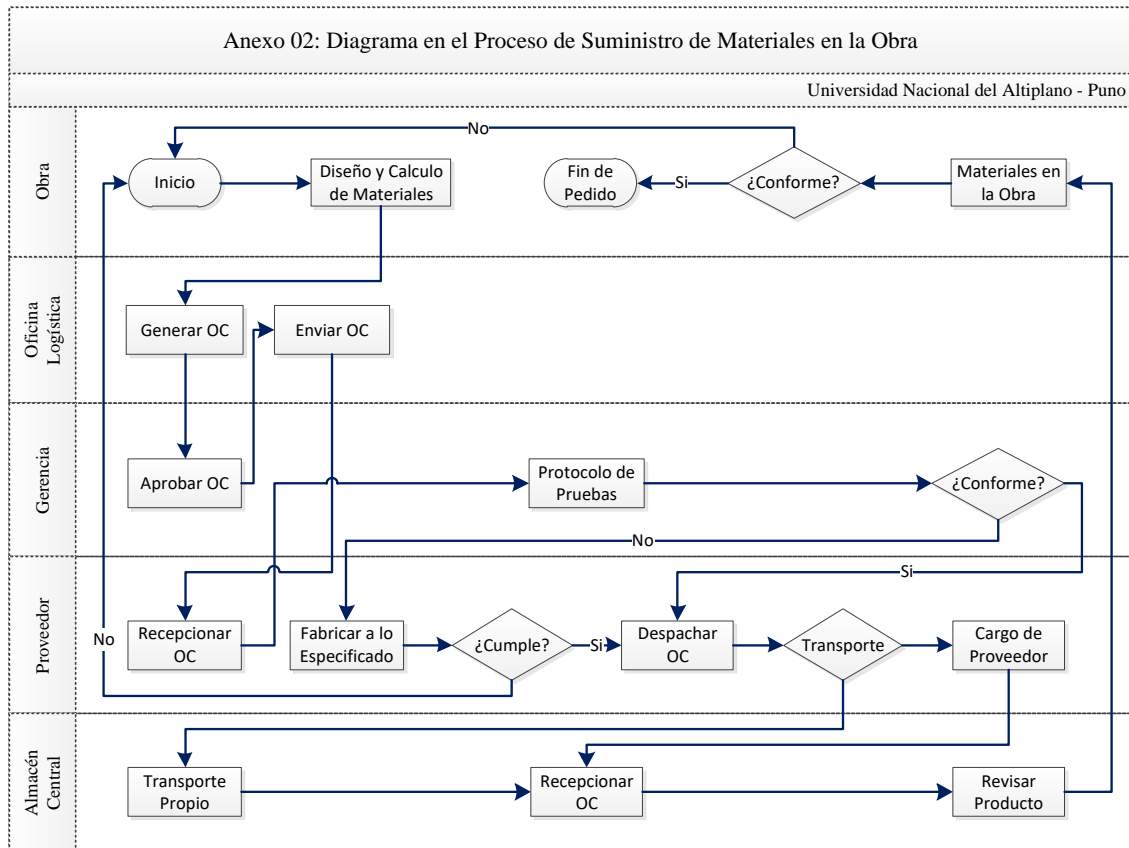 Anexo 02: Diagrama en el Proceso de Suministro de Materiales en la Obra
Universidad Nacional del Altiplano - Puno
Obra
No
Inicio
Diseño y Calculo
de Materiales
Fin de
Pedido
Si
¿Conforme?
Materiales en
la Obra
Oficina
Logística
Generar OC
Enviar OC
Gerencia
Aprobar OC
Protocolo de
Pruebas
¿Conforme?
No
Si
Proveedor
No
Recepcionar
OC
Fabricar a lo
Especificado
¿Cumple?
Si
Despachar
OC
Transporte
Cargo de
Proveedor
Almacén
Central
Transporte
Propio
Recepcionar
OC
Revisar
Producto